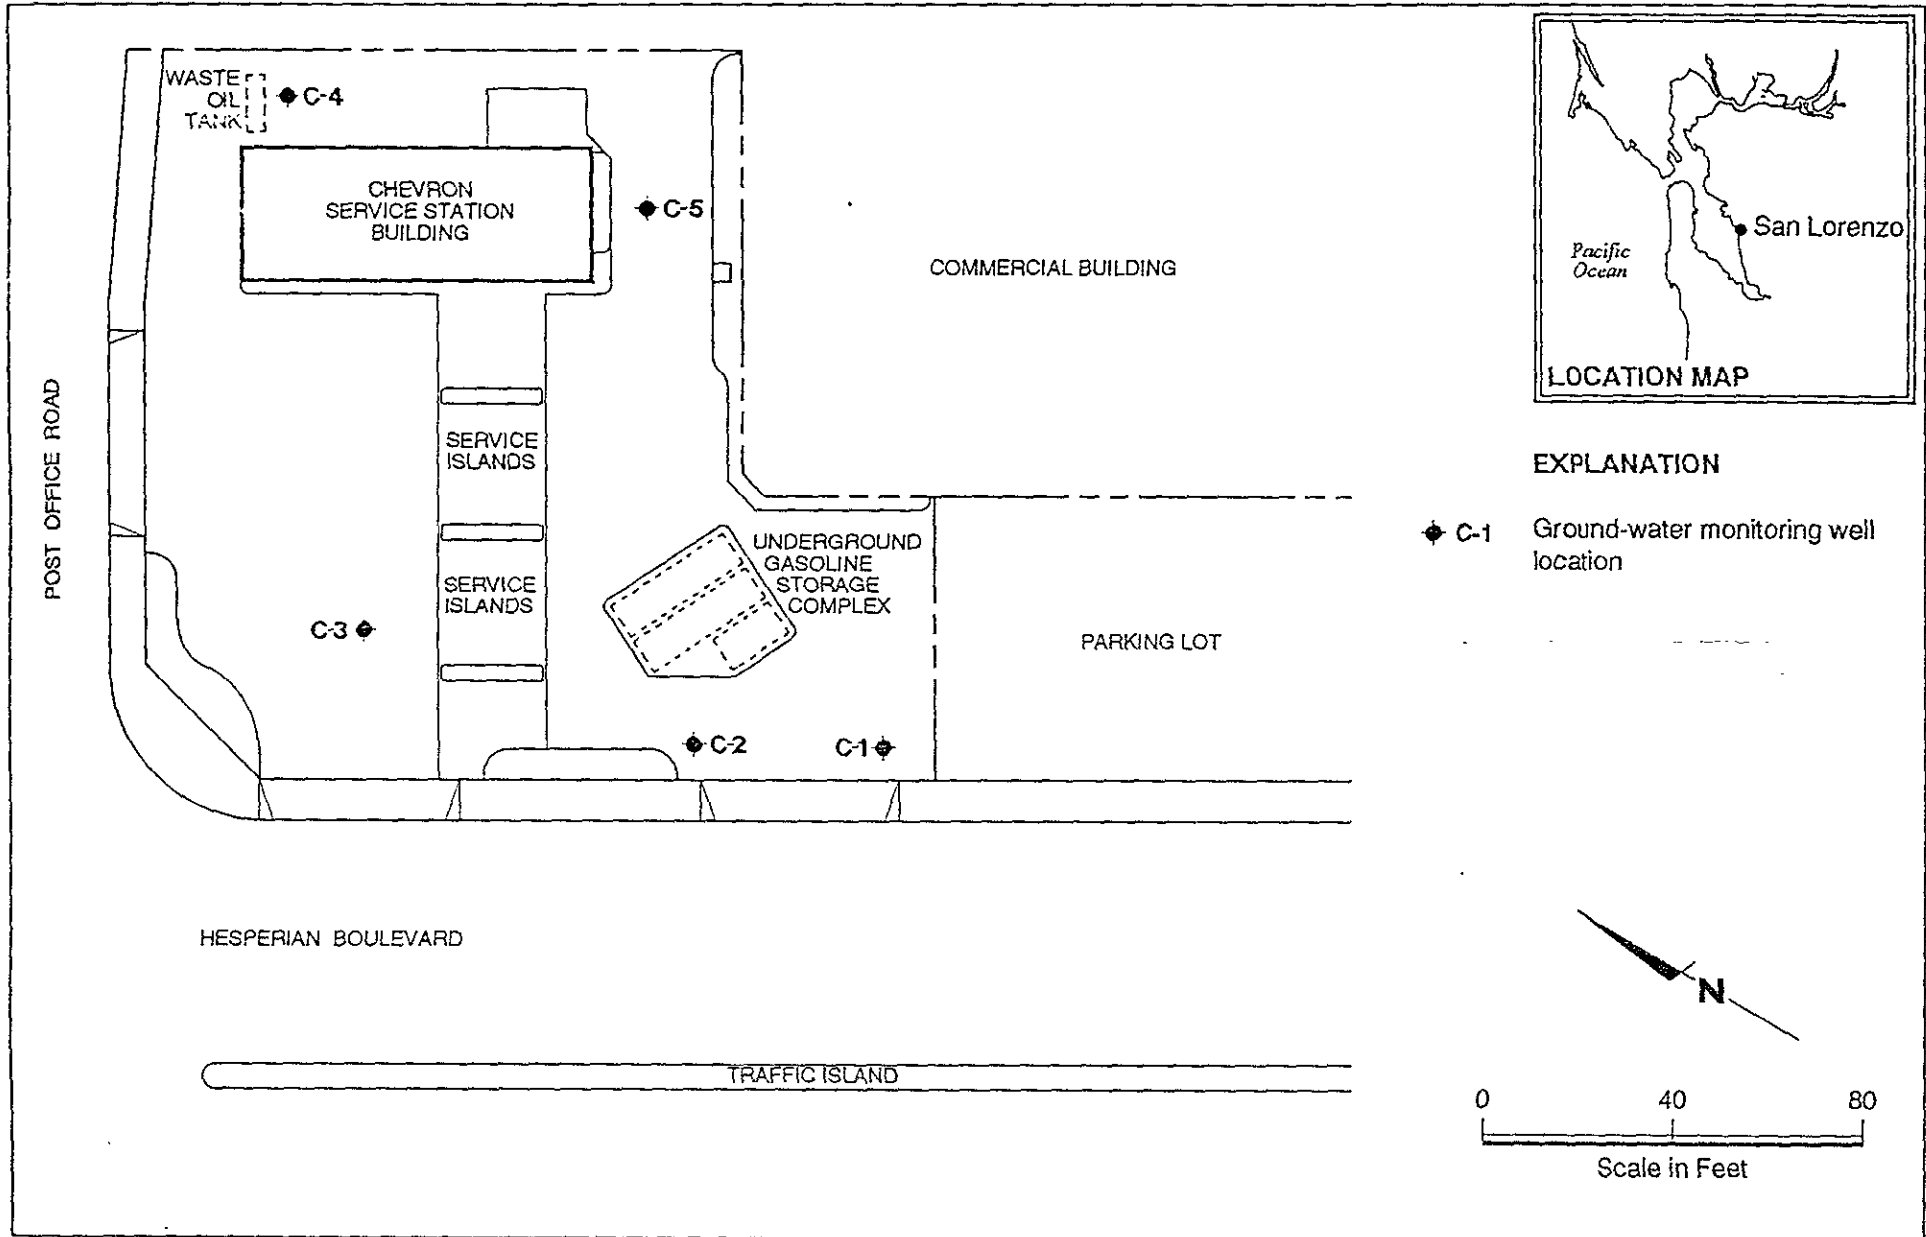 WASTE
OIL
TANK
C-4
CHEVRON
SERVICE STATION
BUILDING
C-5
COMMERCIAL BUILDING
POST OFFICE ROAD
SERVICE
ISLANDS
SERVICE
ISLANDS
UNDERGROUND
GASOLINE
STORAGE
COMPLEX
C-3
PARKING LOT
C-2
C-1
HESPERIAN BOULEVARD
TRAFFIC ISLAND
San Lorenzo
Pacific
Ocean
LOCATION MAP
EXPLANATION
C-1 Ground-water monitoring well
location
N
0 40 80
Scale in Feet